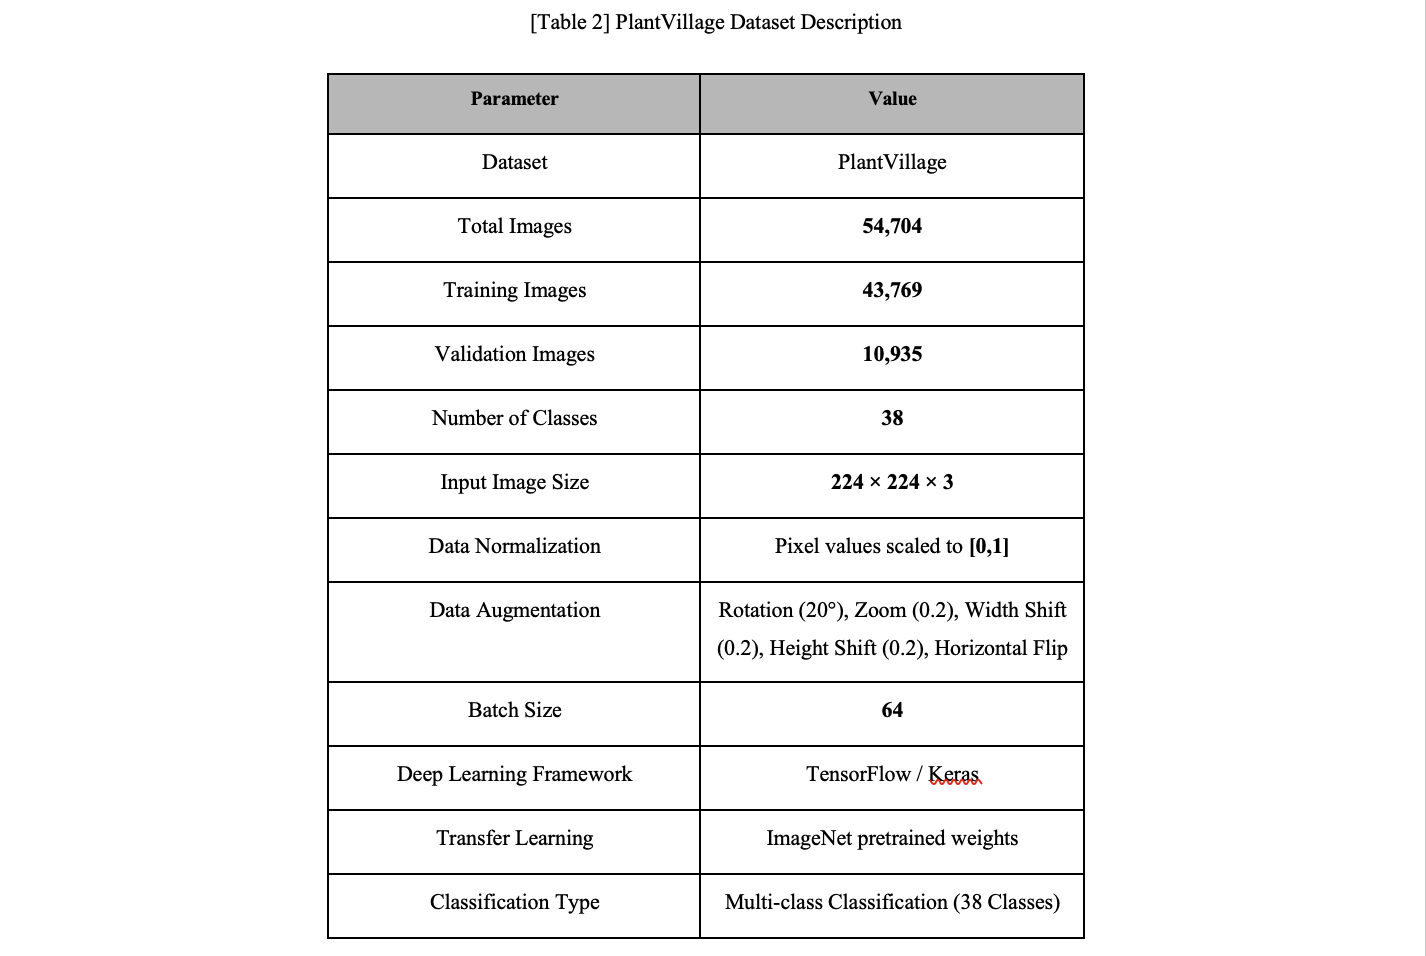 [Table 2] PlantVillage Dataset Description
Parameter Value
Dataset PlantVillage
Total Images 54,704
Training Images 43,769
Validation Images 10,935
Number of Classes 38
Input Image Size 224 × 224 × 3
Data Normalization Pixel values scaled to [0,1]
Data Augmentation Rotation (20°), Zoom (0.2), Width Shift
(0.2), Height Shift (0.2), Horizontal Flip
Batch Size 64
Deep Learning Framework TensorFlow / Keras
Transfer Learning ImageNet pretrained weights
Classification Type Multi-class Classification (38 Classes)